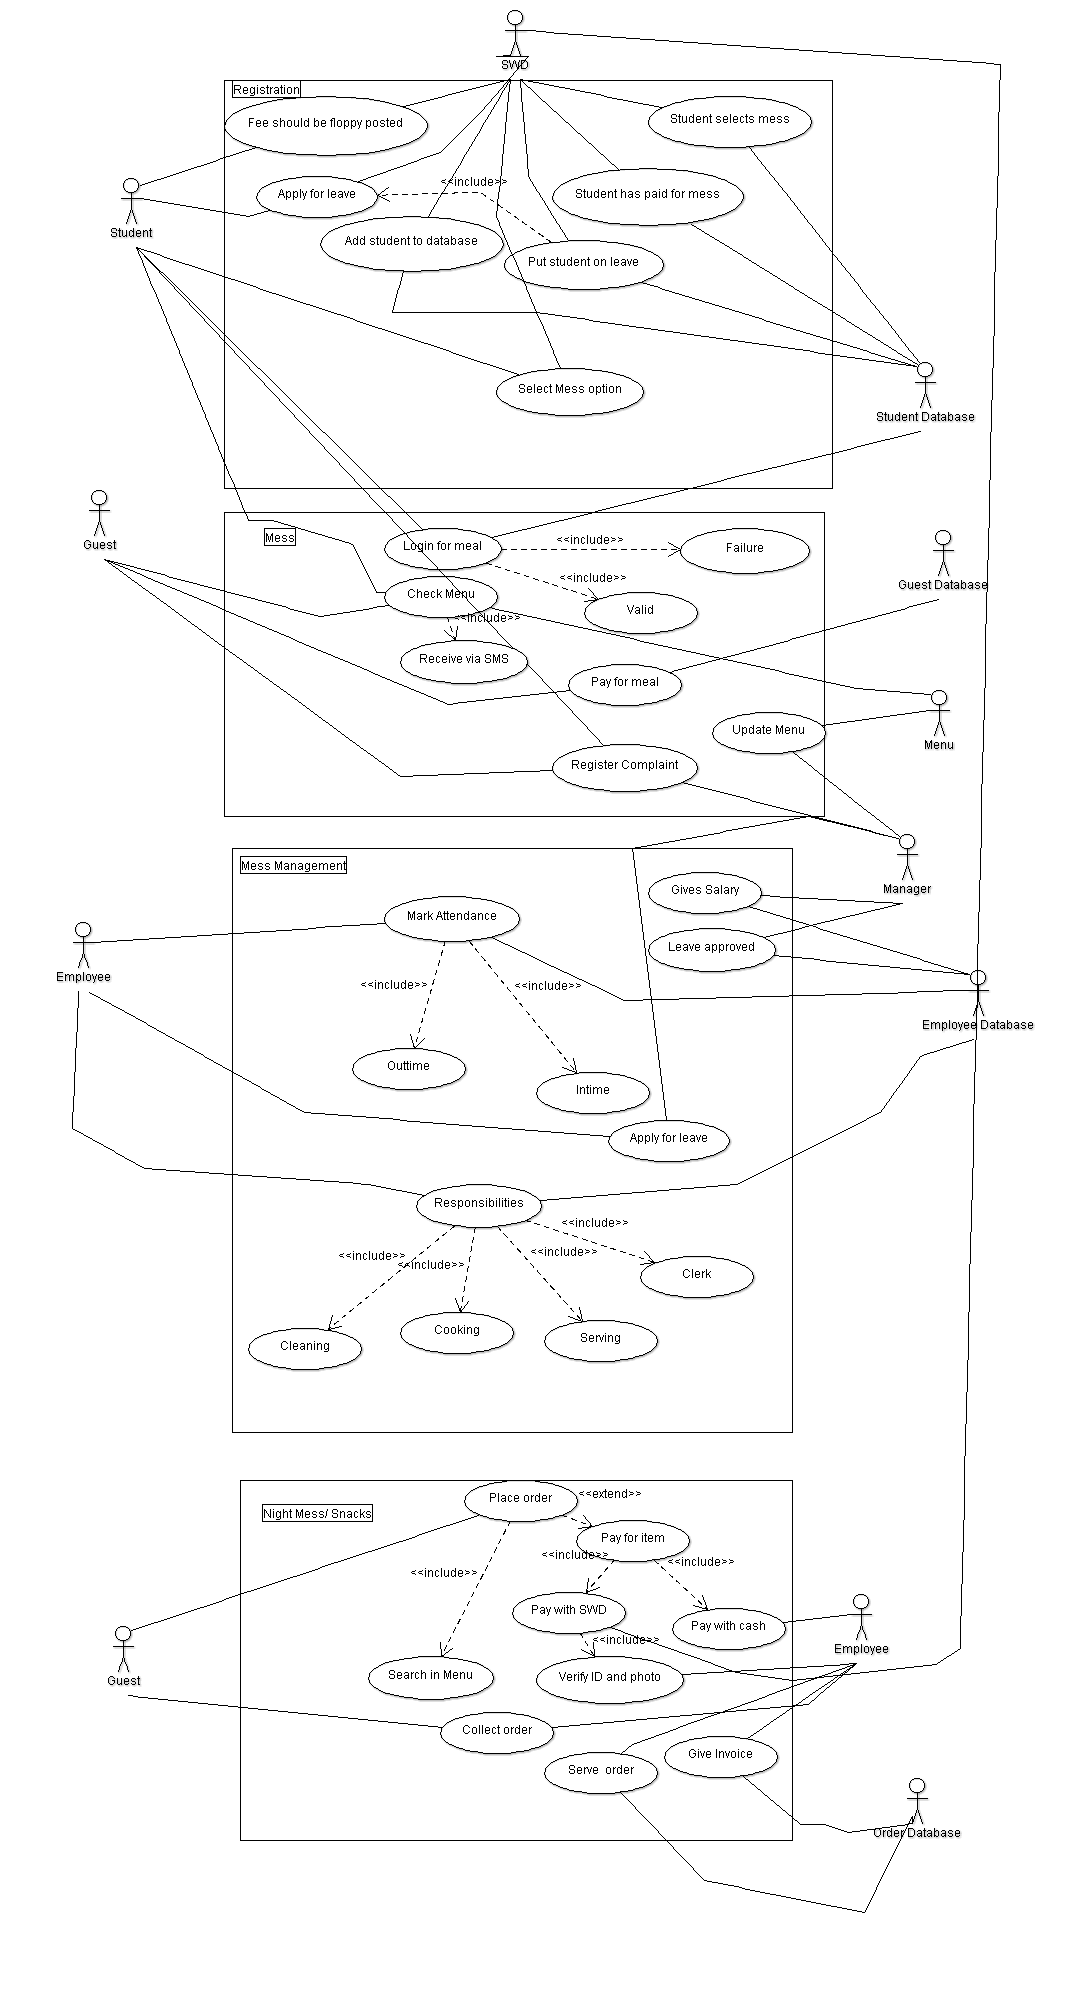 SWD
Registration
Fee should be floppy posted
Student selects mess
<<include>>
Apply for leave
Student has paid for mess
Student
Add student to database
Put student on leave
Select Mess option
Student Database
Mess
Guest
Login for meal
<<include>>
Failure
<<include>>
Guest Database
Check Menu
Valid
<<include>>
Receive via SMS
Pay for meal
Update Menu
Menu
Register Complaint
Mess Management
Gives Salary
Manager
Mark Attendance
Leave approved
Employee
<<include>>
<<include>>
Employee Database
Outtime
Intime
Apply for leave
Responsibilities
<<include>>
<<include>>
<<include>>
<<include>>
Clerk
Cooking
Serving
Cleaning
Place order
<<extend>>
Night Mess/ Snacks
Pay for item
<<include>>
<<include>>
<<include>>
Pay with SWD
Pay with cash
<<include>>
Employee
Guest
Search in Menu
Verify ID and photo
Collect order
Give Invoice
Serve  order
Order Database